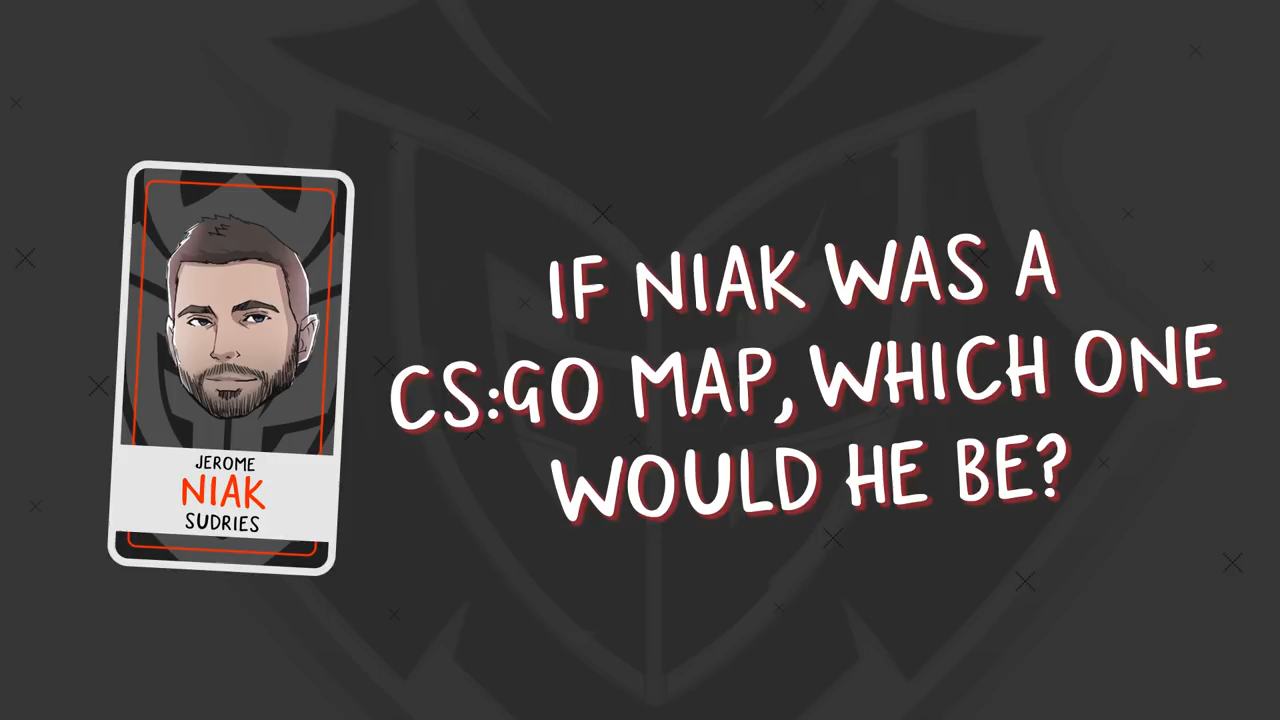 JEROME
NIAK
SUDRIES
IF NIAK WAS A
CS:GO MAP, WHICH ONE
WOULD HE BE?